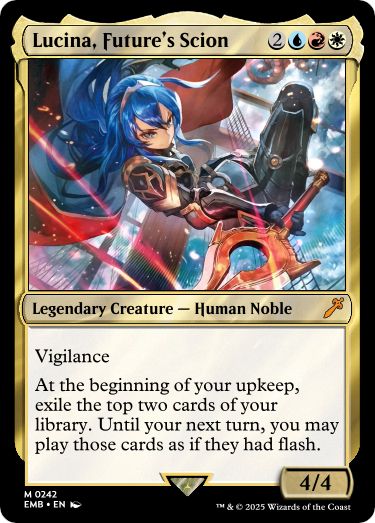 Lucina, Future's Scion 2
Legendary Creature — Human Noble
Vigilance
At the beginning of your upkeep,
exile the top two cards of your
library. Until your next turn, you may
play those cards as if they had flash.
4/4
M 0242
EMB • EN
™ & © 2025 Wizards of the Coast